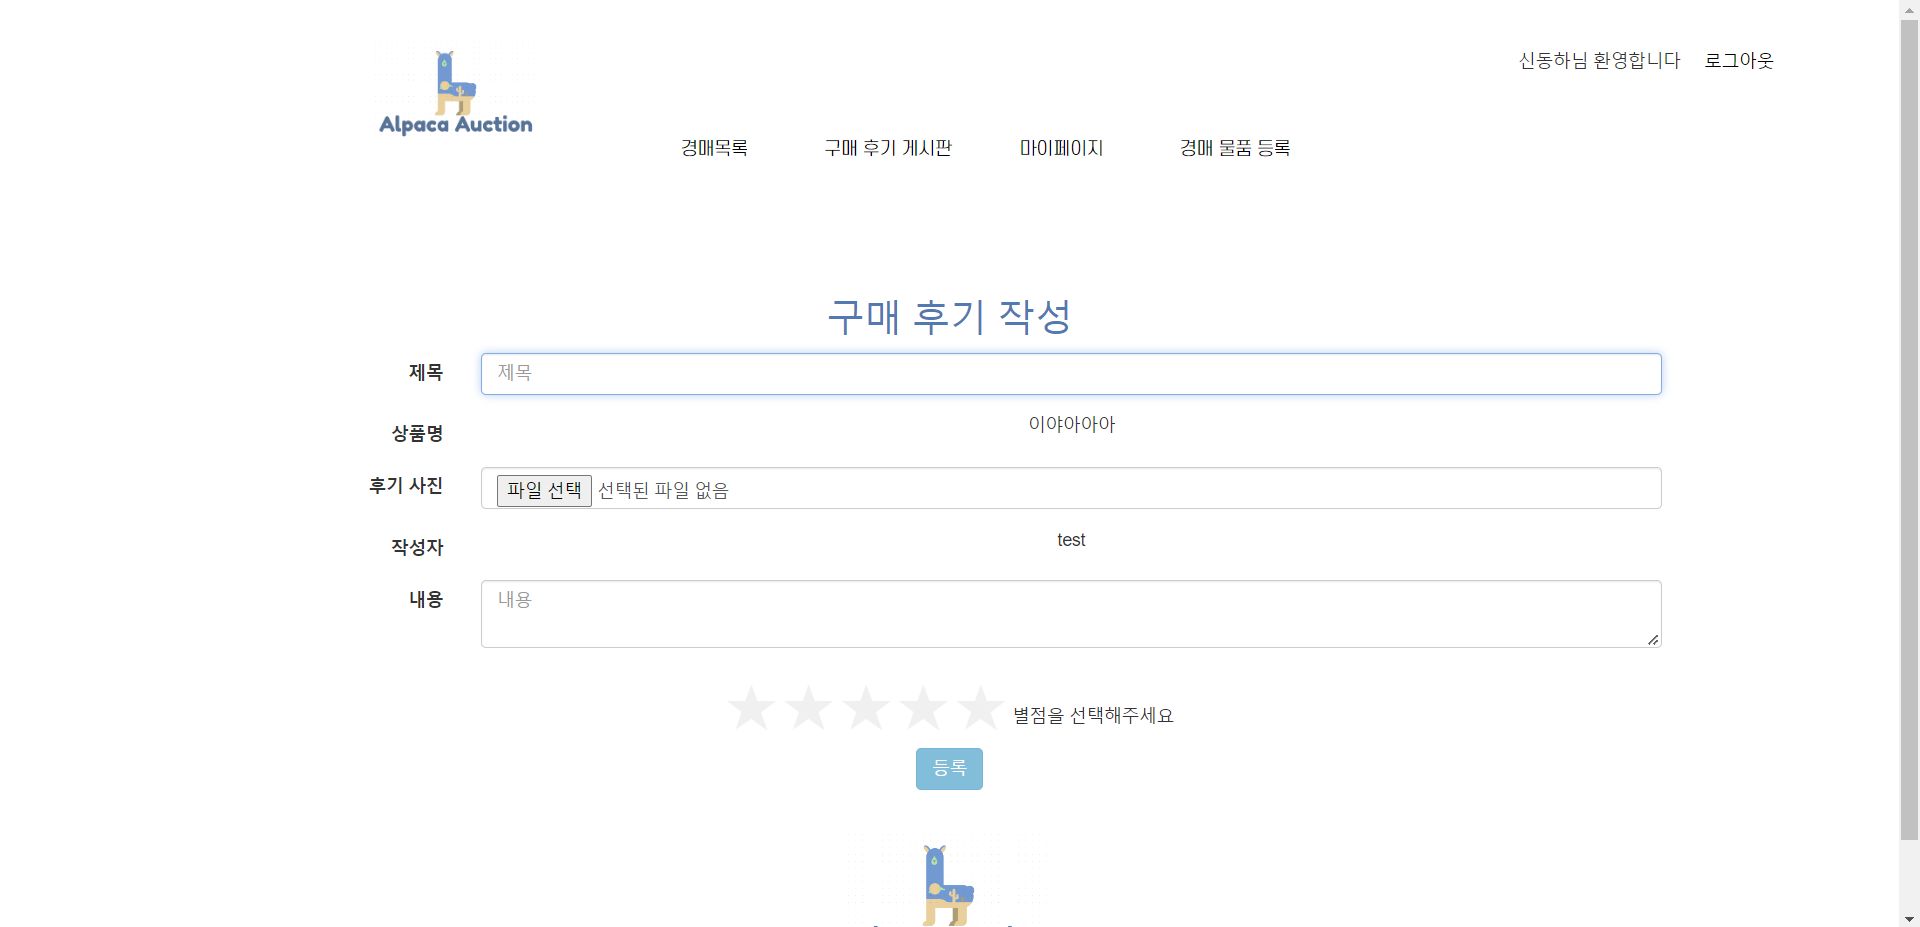 신동하님 환영합니다 로그아웃
Alpaca Auction
경매목록 구매 후기 게시판 마이페이지 경매 물품 등록
구매 후기 작성
제목 제목
상품명 이야아아아
후기 사진 파일 선택 선택된 파일 없음
작성자 test
내용 내용
별점을 선택해주세요
등록